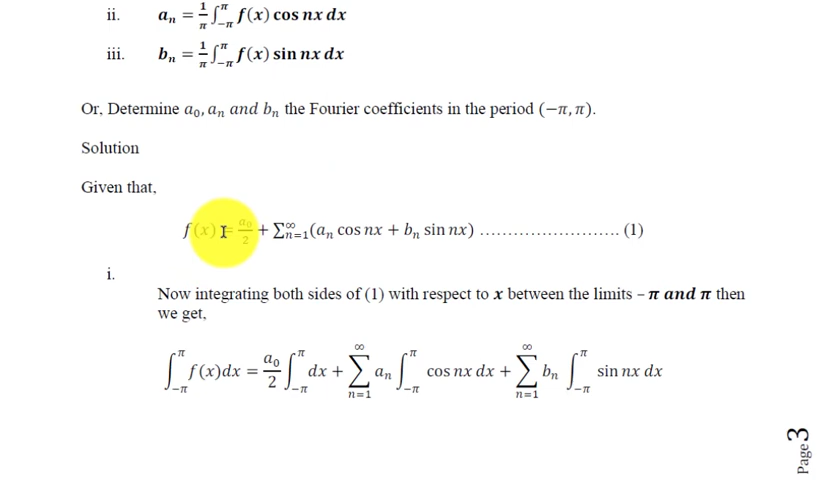 ii. aₙ = 1/π ∫_{-π}^{π} f(x) cos nx dx
iii. bₙ = 1/π ∫_{-π}^{π} f(x) sin nx dx
Or, Determine a₀, aₙ and bₙ the Fourier coefficients in the period (−π, π).
Solution
Given that,
f(x) = a₀/2 + ∑_{n=1}^{∞}(aₙ cos nx + bₙ sin nx) ........................ (1)
i.
Now integrating both sides of (1) with respect to x between the limits − π and π then
we get,
∫_{-π}^{π} f(x)dx = a₀/2 ∫_{-π}^{π} dx + ∑_{n=1}^{∞} aₙ ∫_{-π}^{π} cos nx dx + ∑_{n=1}^{∞} bₙ ∫_{-π}^{π} sin nx dx
Page 3